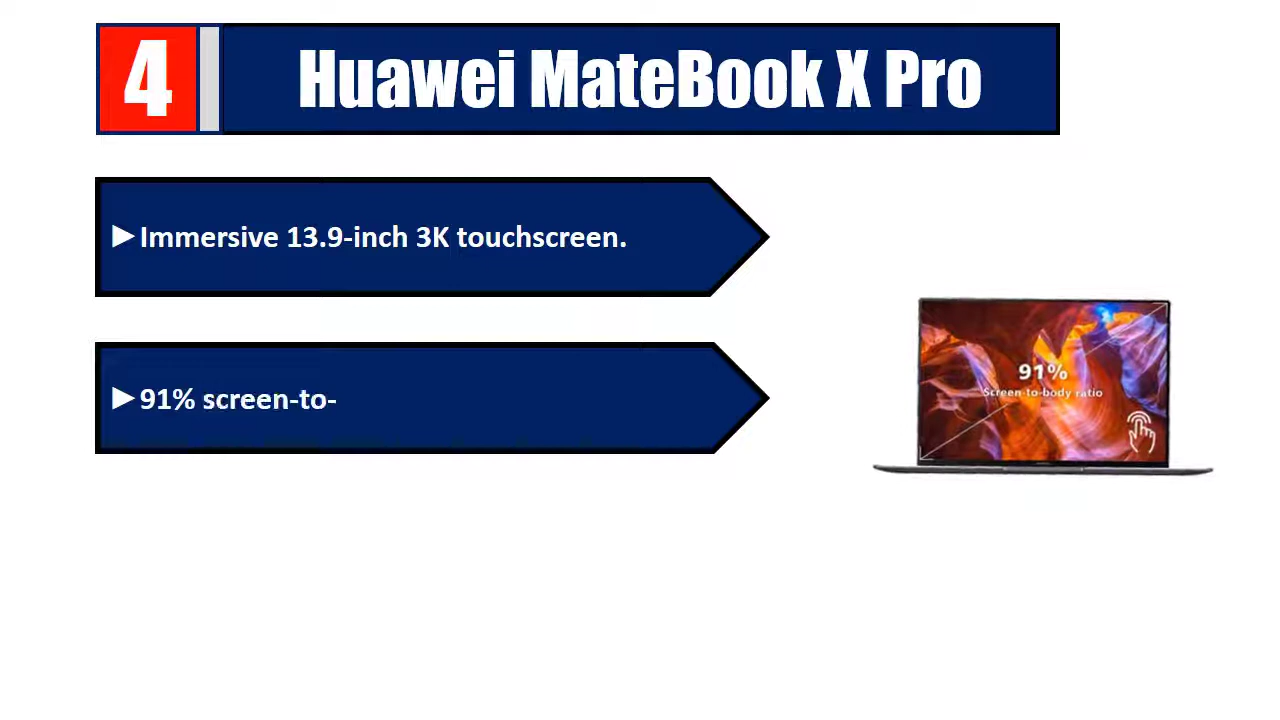 4
Huawei MateBook X Pro
►Immersive 13.9-inch 3K touchscreen.
►91% screen-to-
91%
Screen-to-body ratio